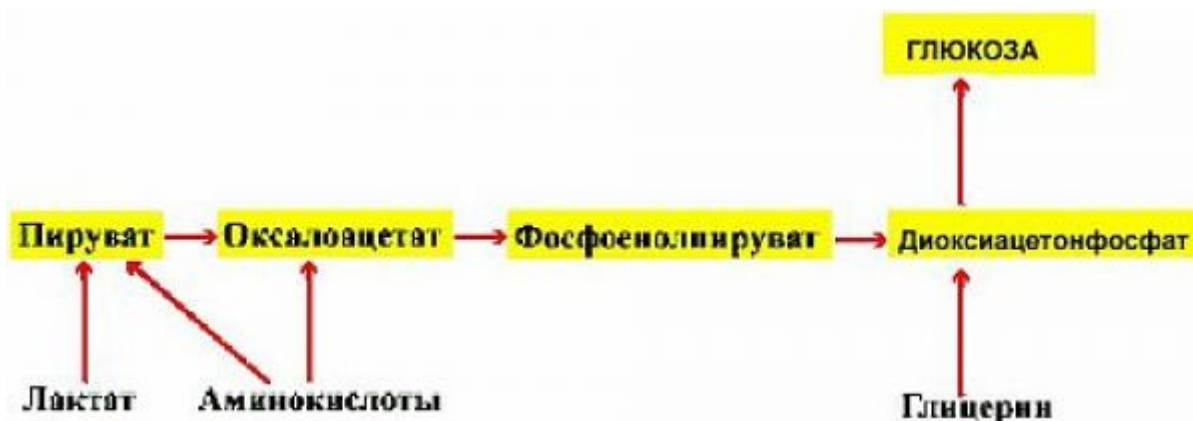 ГЛЮКОЗА
Пируват
Оксалоацетат
Фосфоенолпируват
Диоксиацетонфосфат
Лактат
Аминокислоты
Глицерин